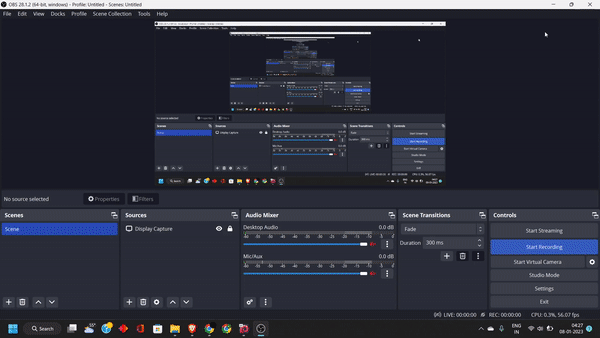 OBS 28.1.2 (64-bit, windows) - Profile: Untitled - Scenes: Untitled
File Edit View Docks Profile Scene Collection Tools Help
No source selected Properties Filters
Scenes
Scene
Sources
Display Capture
Audio Mixer
Desktop Audio 0.0 dB
-60 -55 -50 -45 -40 -35 -30 -25 -20 -15 -10 -5 0
Mic/Aux 0.0 dB
-60 -55 -50 -45 -40 -35 -30 -25 -20 -15 -10 -5 0
Scene Transitions
Fade
Duration 300 ms
Controls
Start Streaming
Start Recording
Start Virtual Camera
Studio Mode
Settings
Exit
LIVE: 00:00:00 REC: 00:00:00 CPU: 0.3%, 56.07 fps
Search
55°
ENG
IN
04:27
08-01-2023